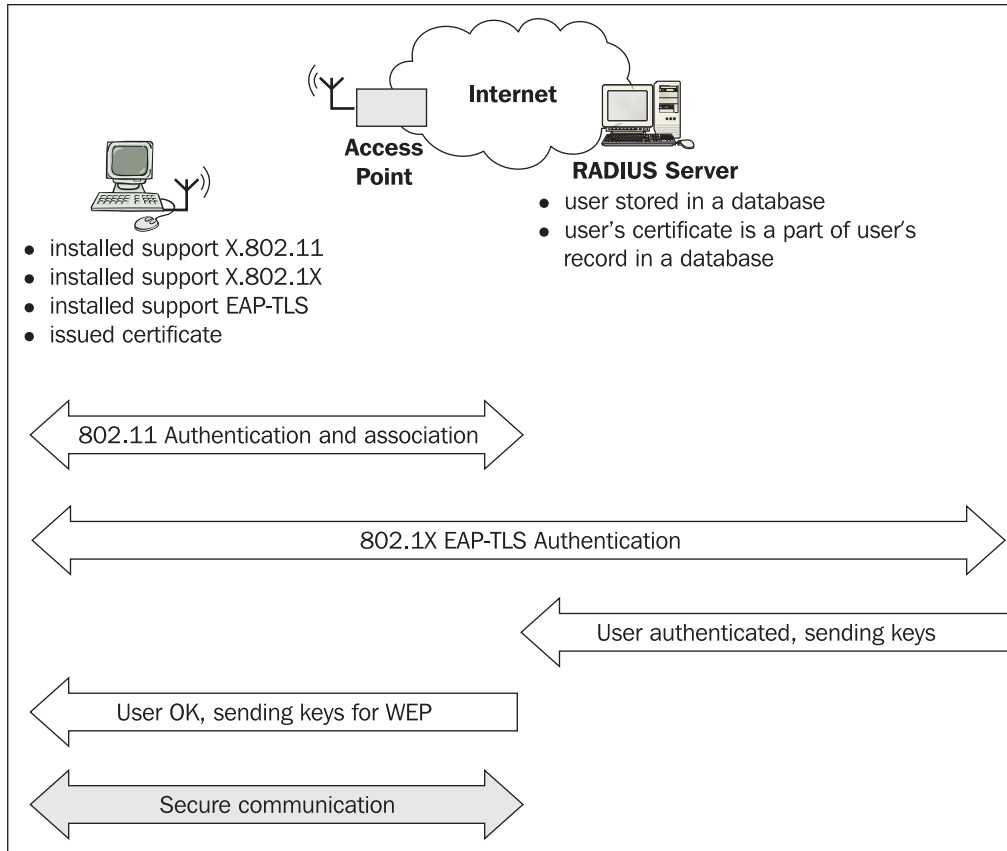 Internet
Access
Point
RADIUS Server
• user stored in a database
• user's certificate is a part of user's
record in a database
• installed support X.802.11
• installed support X.802.1X
• installed support EAP-TLS
• issued certificate
802.11 Authentication and association
802.1X EAP-TLS Authentication
User authenticated, sending keys
User OK, sending keys for WEP
Secure communication